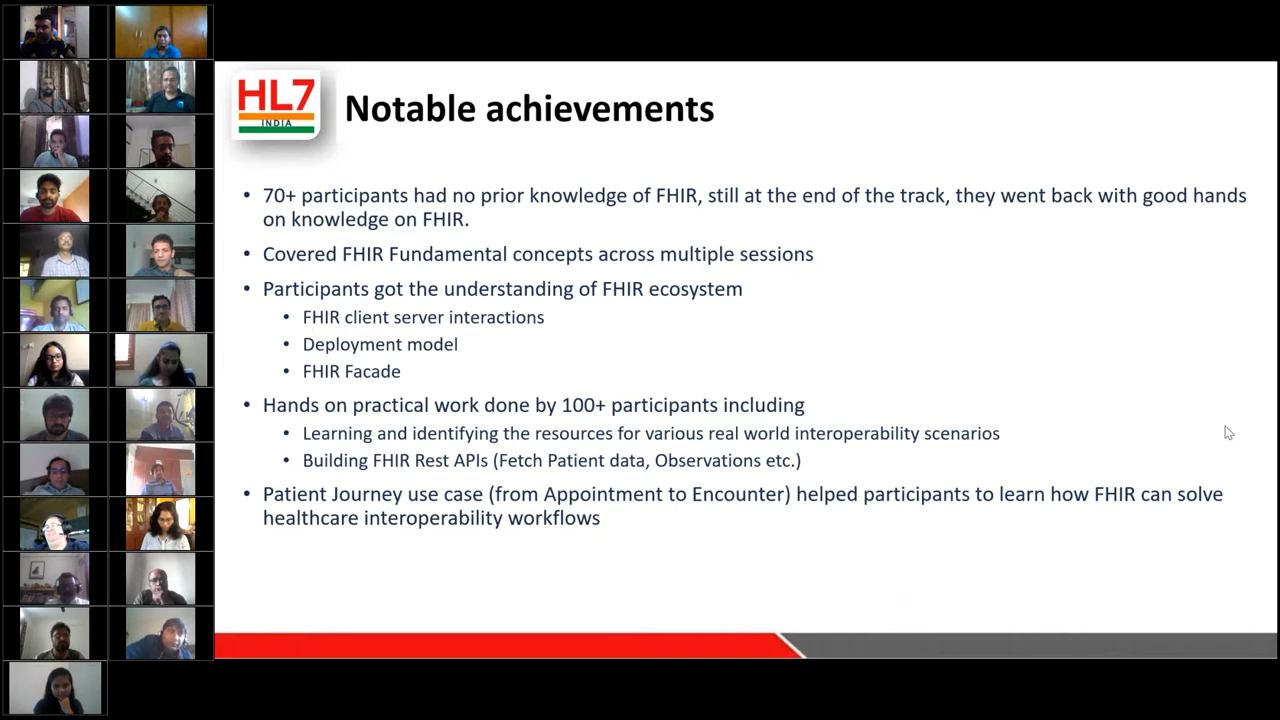 HL7
INDIA
Notable achievements
• 70+ participants had no prior knowledge of FHIR, still at the end of the track, they went back with good hands
on knowledge on FHIR.
• Covered FHIR Fundamental concepts across multiple sessions
• Participants got the understanding of FHIR ecosystem
• FHIR client server interactions
• Deployment model
• FHIR Facade
• Hands on practical work done by 100+ participants including
• Learning and identifying the resources for various real world interoperability scenarios
• Building FHIR Rest APIs (Fetch Patient data, Observations etc.)
• Patient Journey use case (from Appointment to Encounter) helped participants to learn how FHIR can solve
healthcare interoperability workflows